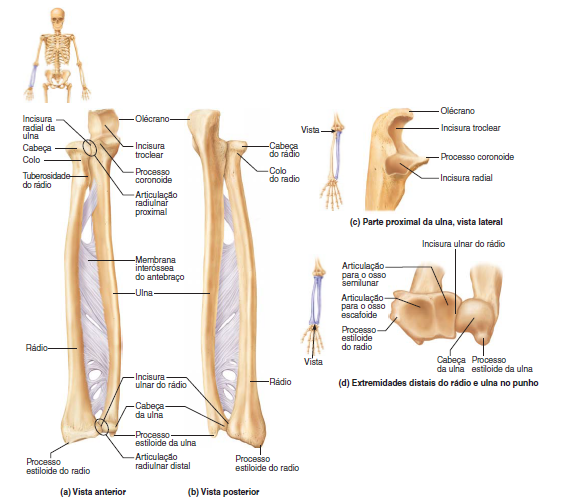 Incisura
radial da
ulna
Cabeça
Colo
Tuberosidade
do rádio
Rádio
Processo
estiloide do radio
Olécrano
Incisura
troclear
Processo
coronoide
Articulação
radiulnar
proximal
Membrana
interóssea
do antebraço
Ulna
Incisura
ulnar do rádio
Cabeça
da ulna
Processo
estiloide da ulna
Articulação
radiulnar distal
(a) Vista anterior
Cabeça
do rádio
Colo
do radio
Rádio
Processo
estiloide do radio
(b) Vista posterior
Vista
Olécrano
Incisura troclear
Processo coronoide
Incisura radial
(c) Parte proximal da ulna, vista lateral
Incisura ulnar do rádio
Articulação
para o osso
semilunar
Articulação
para o osso
escafoide
Processo
estiloide
do radio
Vista
Cabeça
da ulna
Processo
estiloide da ulna
(d) Extremidades distais do rádio e ulna no punho